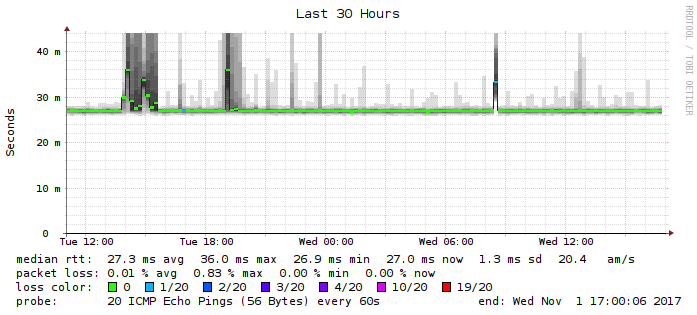 Last 30 Hours
RRDTOOL / TOBI OETIKER
Seconds
40 m
30 m
20 m
10 m
0
Tue 12:00 Tue 18:00 Wed 00:00 Wed 06:00 Wed 12:00
median rtt: 27.3 ms avg 36.0 ms max 26.9 ms min 27.0 ms now 1.3 ms sd 20.4 am/s
packet loss: 0.01 % avg 0.83 % max 0.00 % min 0.00 % now
loss color: 0 1/20 2/20 3/20 4/20 10/20 19/20
probe: 20 ICMP Echo Pings (56 Bytes) every 60s end: Wed Nov 1 17:00:06 2017